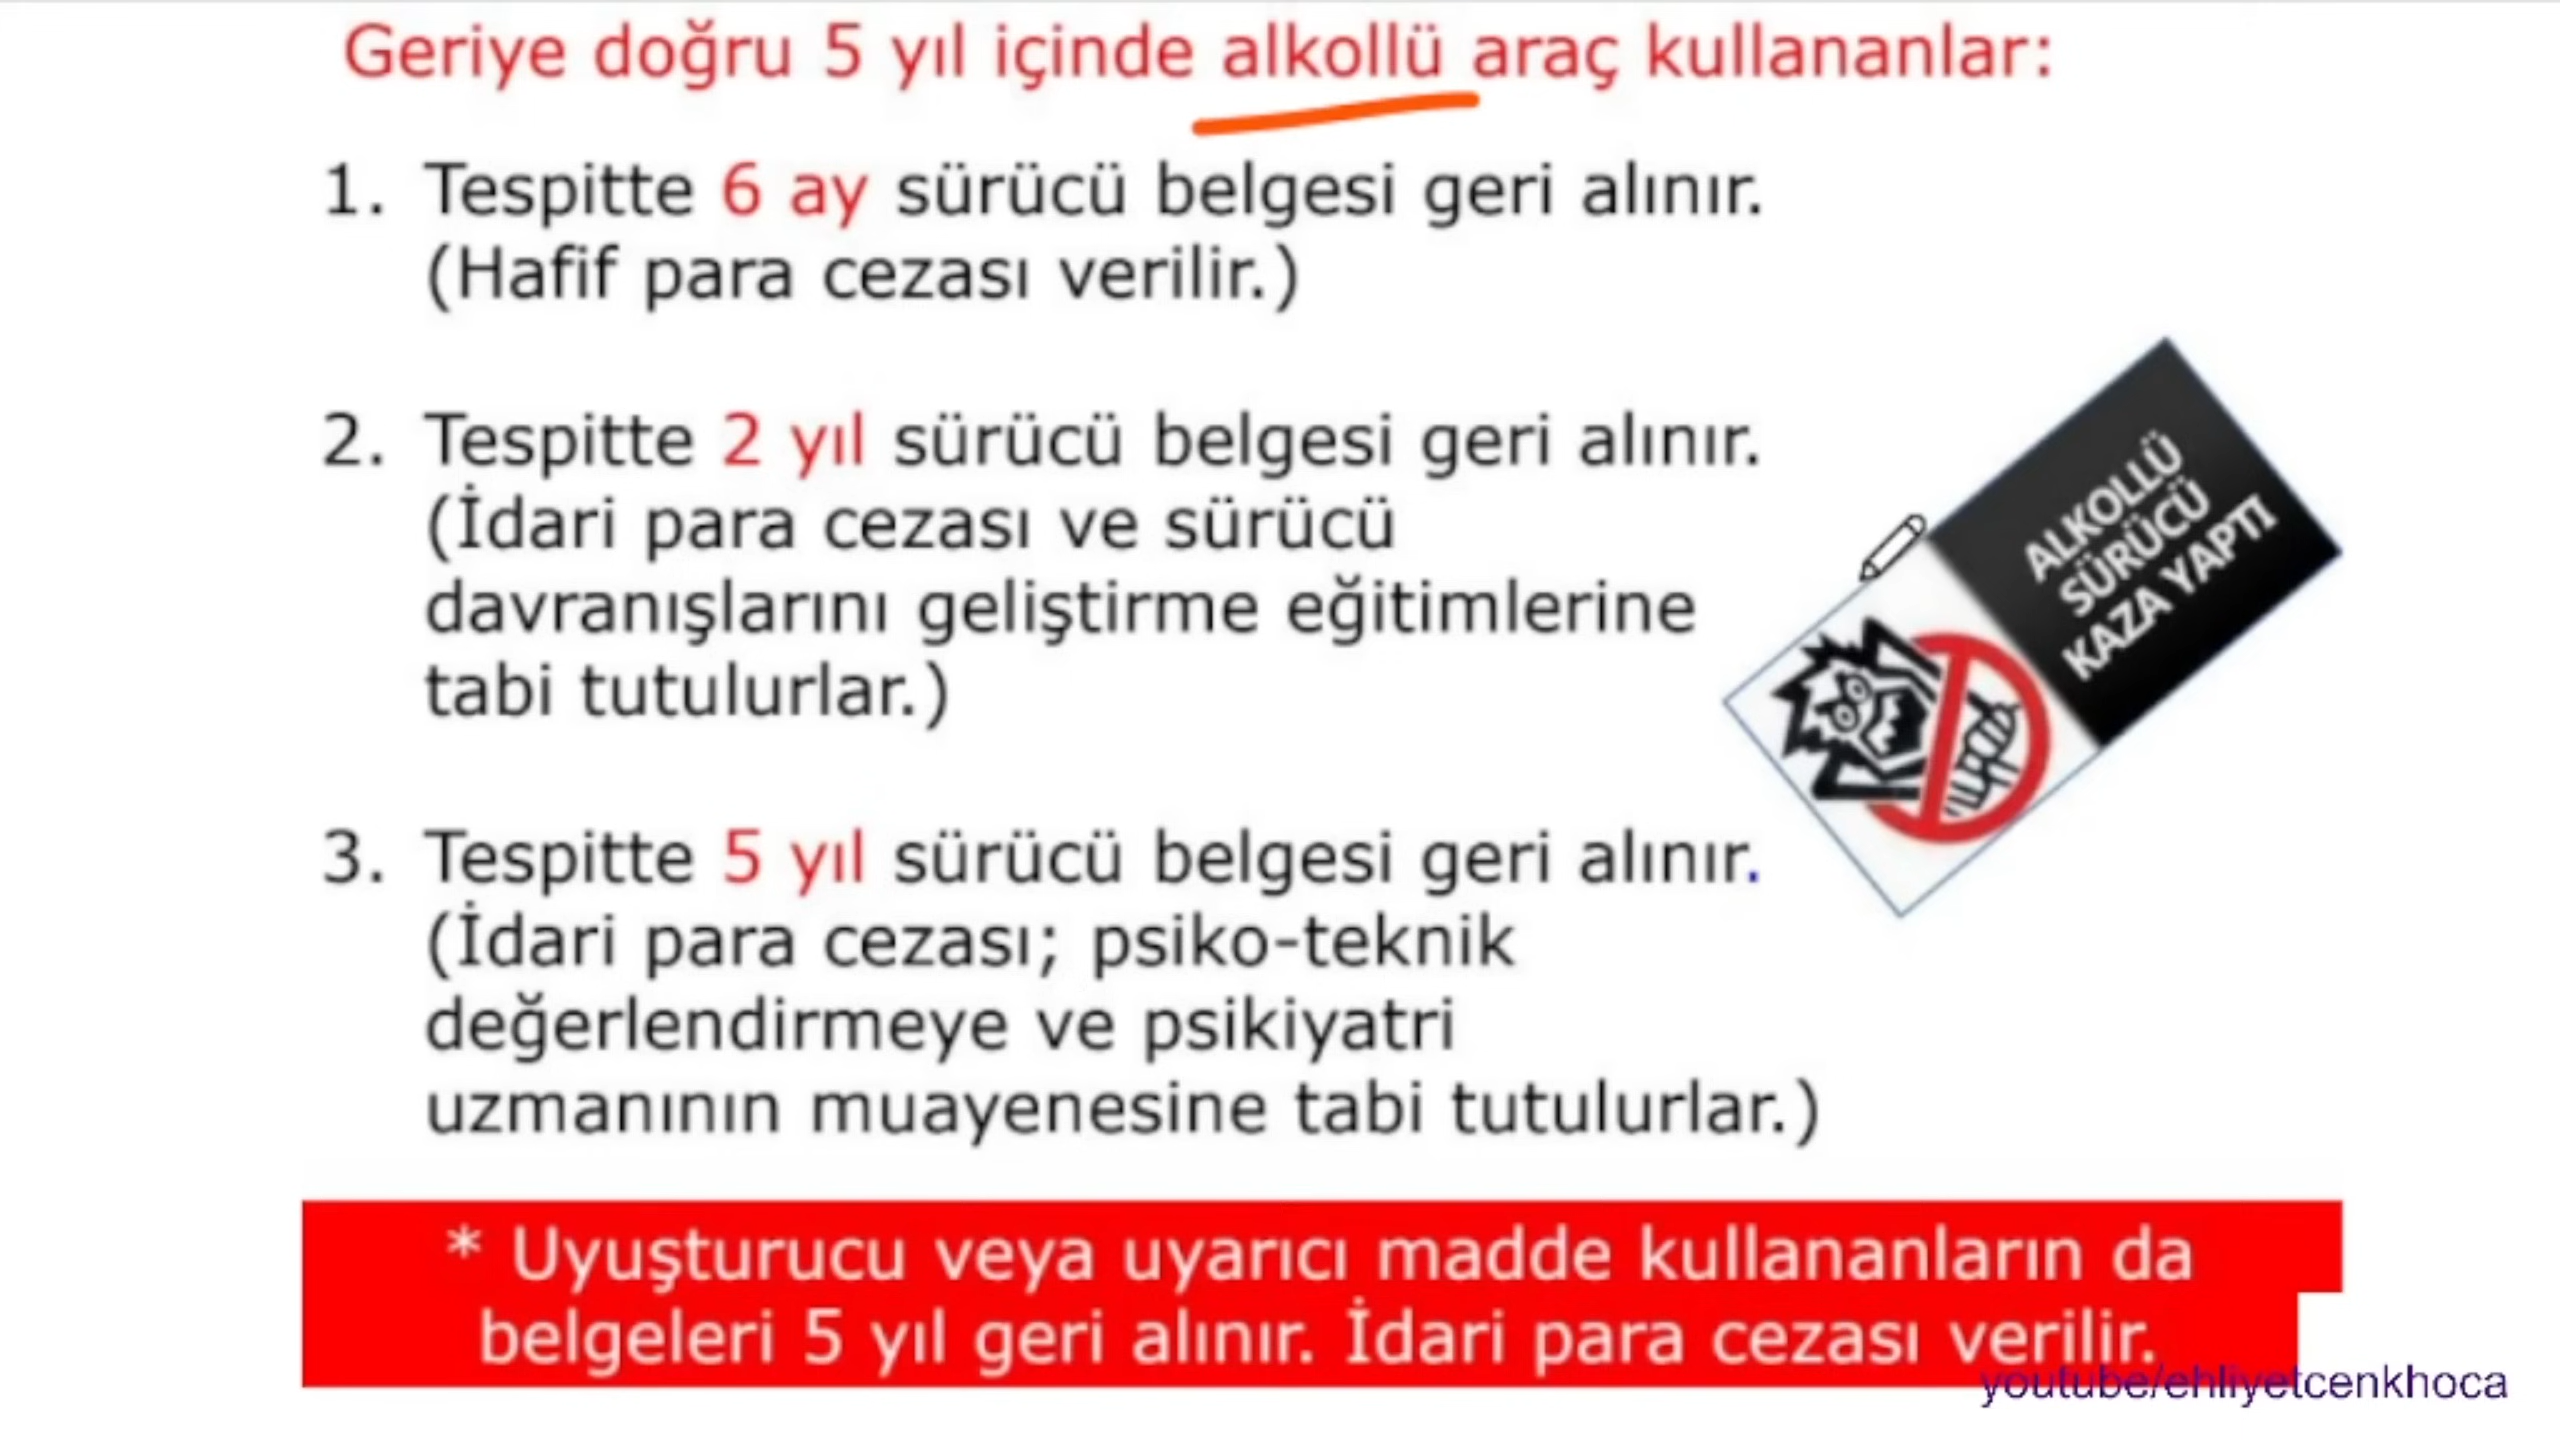 Geriye doğru 5 yıl içinde alkollü araç kullananlar:
1. Tespitte 6 ay sürücü belgesi geri alınır.
(Hafif para cezası verilir.)
2. Tespitte 2 yıl sürücü belgesi geri alınır.
(İdari para cezası ve sürücü
davranışlarını geliştirme eğitimlerine
tabi tutulurlar.)
ALKOLLÜ
SÜRÜCÜ
KAZA YAPTI
3. Tespitte 5 yıl sürücü belgesi geri alınır.
(İdari para cezası; psiko-teknik
değerlendirmeye ve psikiyatri
uzmanının muayenesine tabi tutulurlar.)
* Uyuşturucu veya uyarıcı madde kullananların da
belgeleri 5 yıl geri alınır. İdari para cezası verilir.
youtube/ehliyetcenkhoca